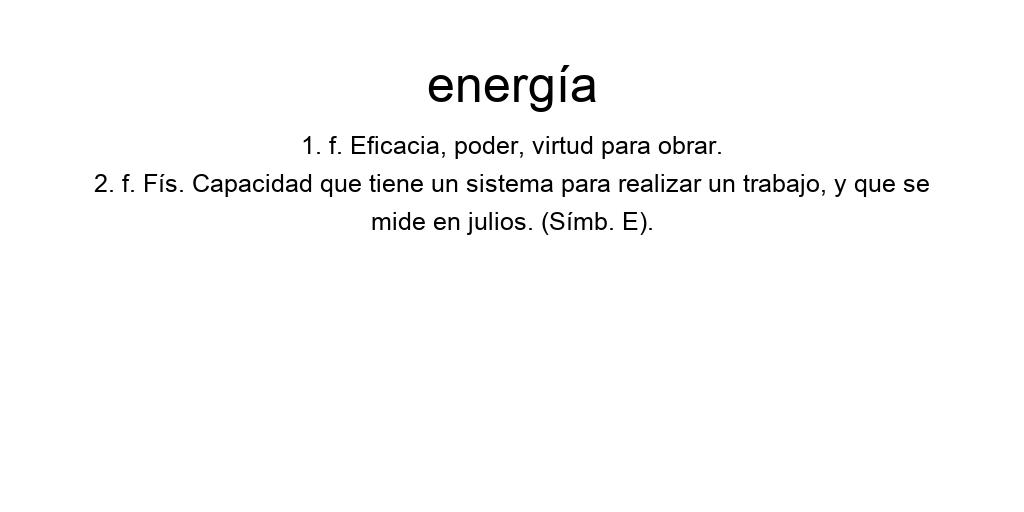 energía
1. f. Eficacia, poder, virtud para obrar.
2. f. Fís. Capacidad que tiene un sistema para realizar un trabajo, y que se
mide en julios. (Símb. E).